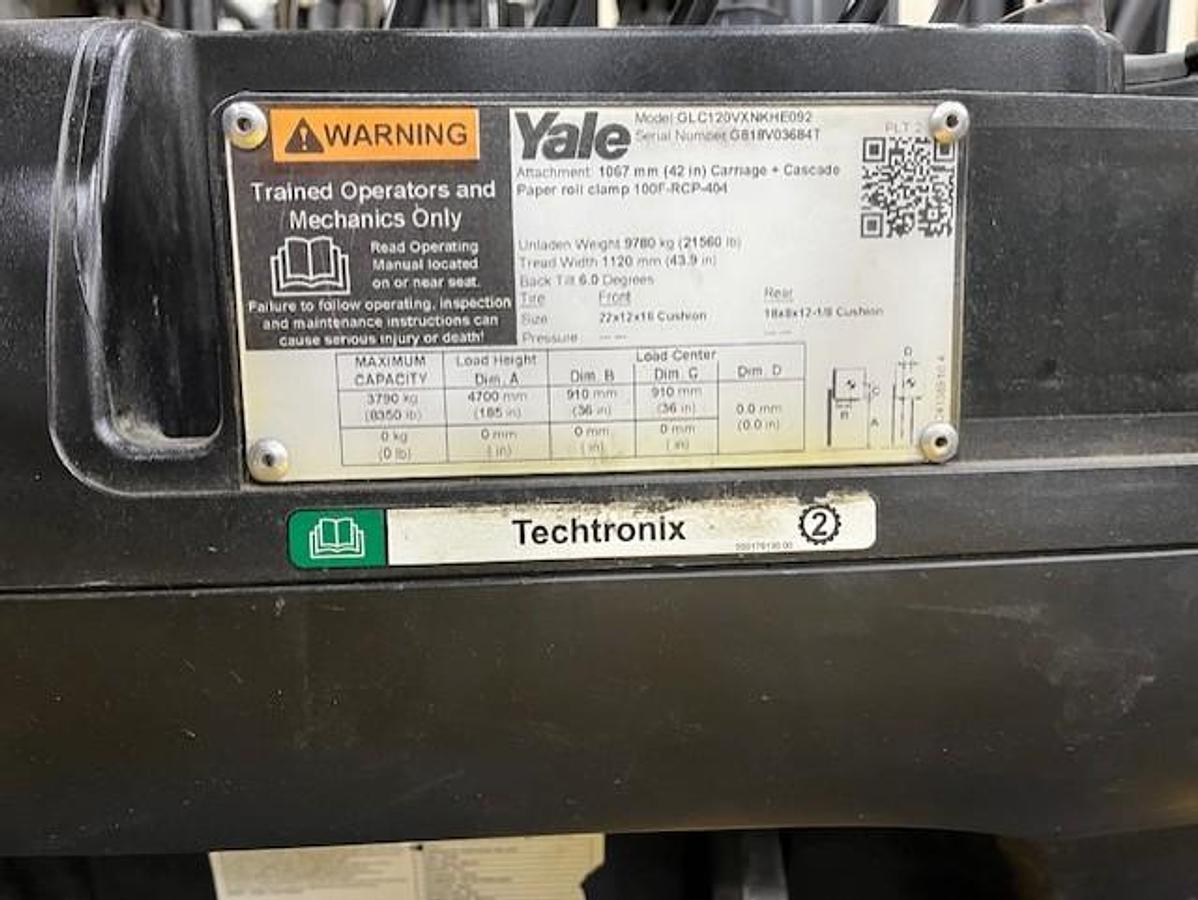 WARNING
Trained Operators and
Mechanics Only
Read Operating
Manual located
on or near seat.
Failure to follow operating, inspection
and maintenance instructions can
cause serious injury or death!
Yale
Model GLC120VXNKHE092
Serial Number G818V03684T
PLT
Attachment 1067 mm (42 in) Carriage + Cascade
Paper roll clamp 100F-RCP-404
Unladen Weight 9780 kg (21560 lb)
Tread Width 1120 mm (43.9 in)
Back Tilt 6.0 Degrees
Tire Front Rear
Size 22x12x16 Cushion 18x8x12-1/8 Cushion
Pressure --- --- --- ---
MAXIMUM CAPACITY Load Height Dim. A Load Center Dim. B Dim. C Dim. D
3790 kg 4700 mm 910 mm 910 mm 0.0 mm
(8350 lb) (185 in) (36 in) (36 in) (0.0 in)
0 kg 0 mm 0 mm 0 mm
(0 lb) ( in) ( in) ( in)
D
C
B
A
Techtronix 2